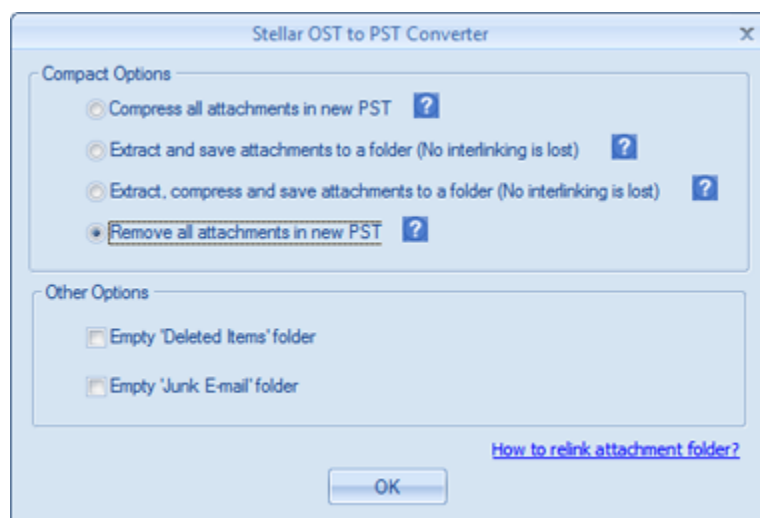 Stellar OST to PST Converter
x
Compact Options
Compress all attachments in new PST ?
Extract and save attachments to a folder (No interlinking is lost) ?
Extract, compress and save attachments to a folder (No interlinking is lost) ?
Remove all attachments in new PST ?
Other Options
Empty 'Deleted Items' folder
Empty 'Junk E-mail' folder
How to relink attachment folder?
OK